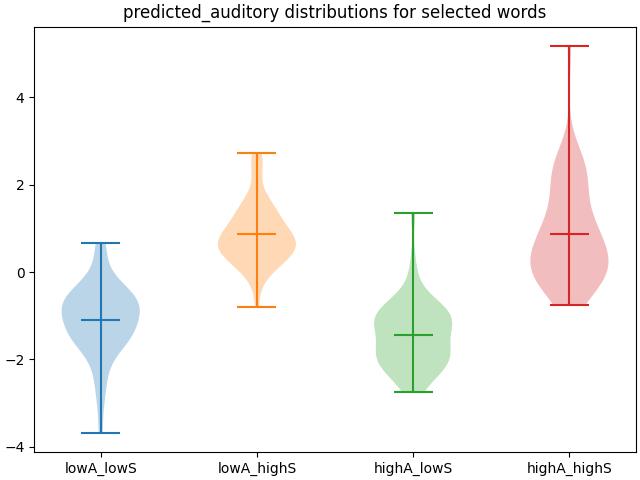 predicted_auditory distributions for selected words
4
2
0
−2
−4
lowA_lowS
lowA_highS
highA_lowS
highA_highS